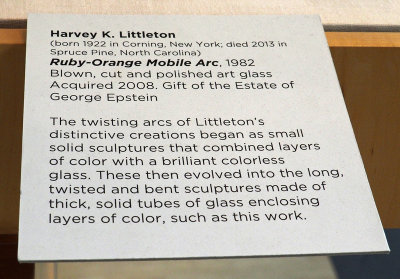 Harvey K. Littleton
(born 1922 in Corning, New York; died 2013 in
Spruce Pine, North Carolina)
Ruby-Orange Mobile Arc, 1982
Blown, cut and polished art glass
Acquired 2008. Gift of the Estate of
George Epstein
The twisting arcs of Littleton's
distinctive creations began as small
solid sculptures that combined layers
of color with a brilliant colorless
glass. These then evolved into the long,
twisted and bent sculptures made of
thick, solid tubes of glass enclosing
layers of color, such as this work.